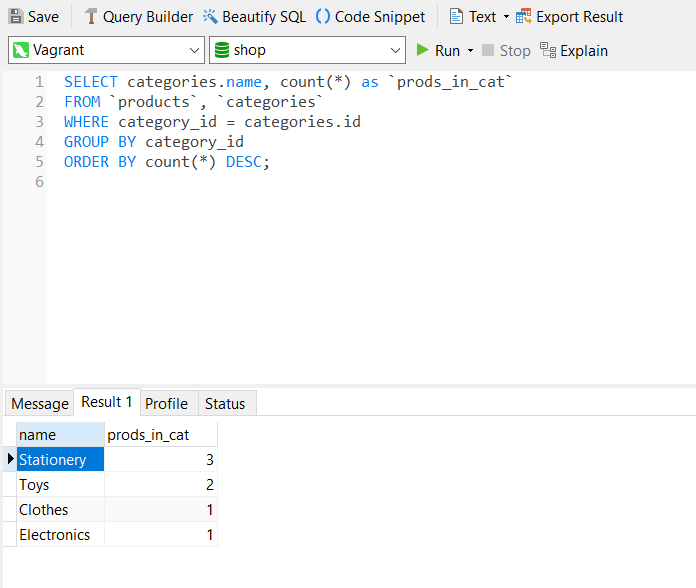 Save Query Builder Beautify SQL () Code Snippet Text Export Result
Vagrant shop Run Stop Explain
1 SELECT categories.name, count(*) as `prods_in_cat`
2 FROM `products`, `categories`
3 WHERE category_id = categories.id
4 GROUP BY category_id
5 ORDER BY count(*) DESC;
6
Message Result 1 Profile Status
name prods_in_cat
Stationery 3
Toys 2
Clothes 1
Electronics 1